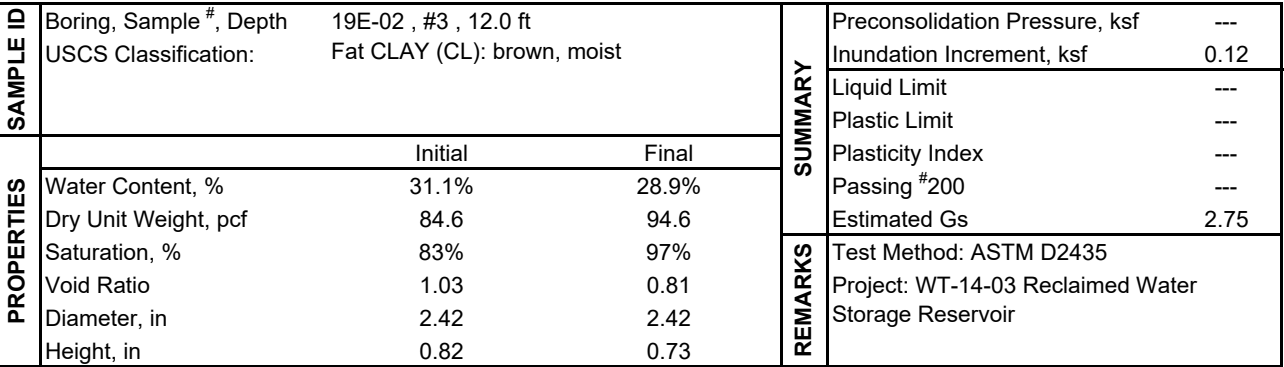 SAMPLE ID
Boring, Sample #, Depth 19E-02 , #3 , 12.0 ft
USCS Classification: Fat CLAY (CL): brown, moist
PROPERTIES
Initial Final
Water Content, % 31.1% 28.9%
Dry Unit Weight, pcf 84.6 94.6
Saturation, % 83% 97%
Void Ratio 1.03 0.81
Diameter, in 2.42 2.42
Height, in 0.82 0.73
SUMMARY
Preconsolidation Pressure, ksf ---
Inundation Increment, ksf 0.12
Liquid Limit ---
Plastic Limit ---
Plasticity Index ---
Passing #200 ---
Estimated Gs 2.75
REMARKS
Test Method: ASTM D2435
Project: WT-14-03 Reclaimed Water
Storage Reservoir